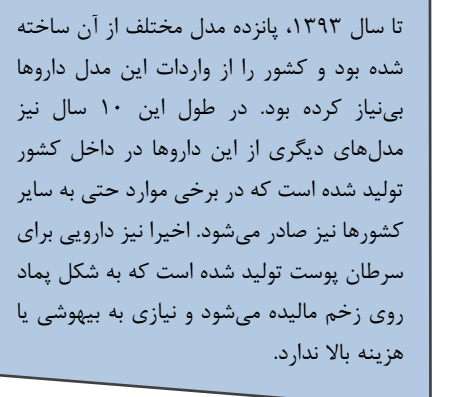 تا سال ۱۳۹۳، پانزده مدل مختلف از آن ساخته
شده بود و کشور را از واردات این مدل داروها
بی‌نیاز کرده بود. در طول این ۱۰ سال نیز
مدل‌های دیگری از این داروها در داخل کشور
تولید شده است که در برخی موارد حتی به سایر
کشورها نیز صادر می‌شود. اخیرا نیز دارویی برای
سرطان پوست تولید شده است که به شکل پماد
روی زخم مالیده می‌شود و نیازی به بیهوشی یا
هزینه بالا ندارد.